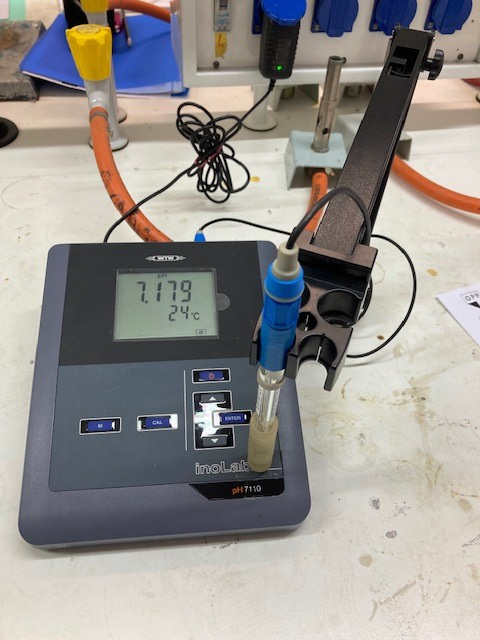 WTW
pH
7.179
24°C
M
CAL
ENTER
inoLab
pH 7110